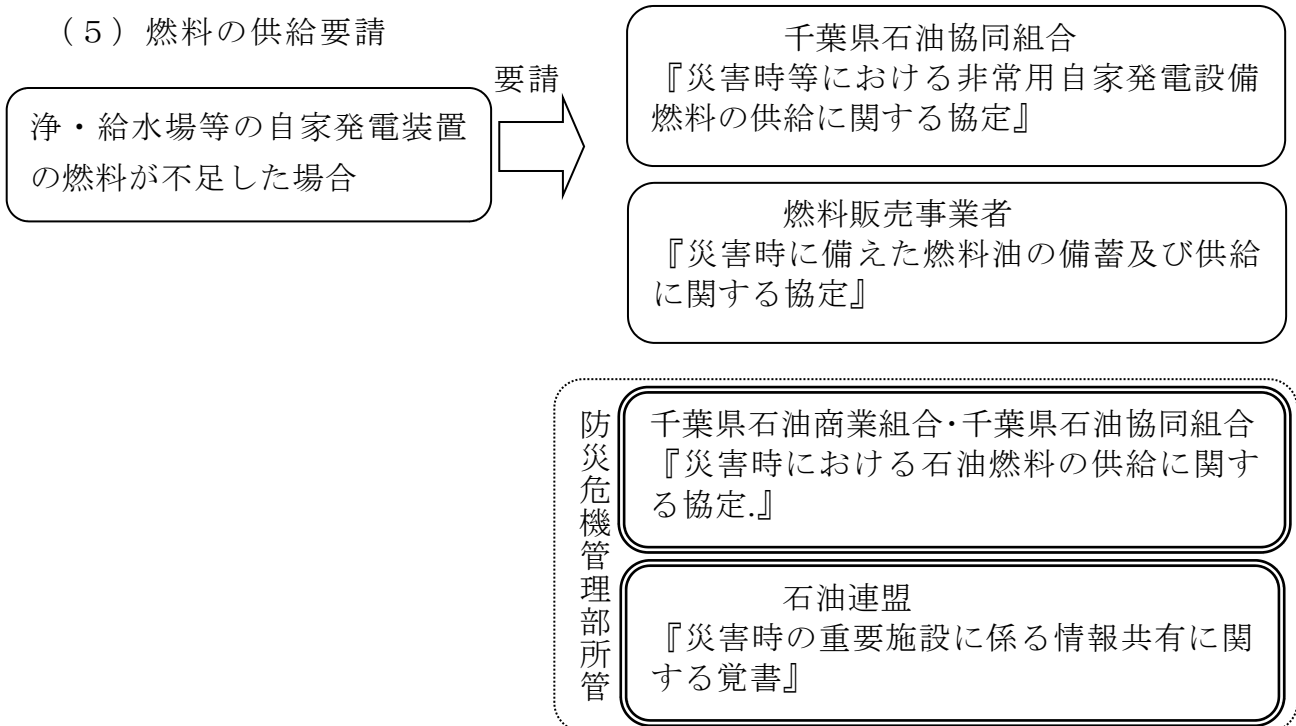 （５）燃料の供給要請
浄・給水場等の自家発電装置
の燃料が不足した場合
要請
千葉県石油協同組合
『災害時等における非常用自家発電設備
燃料の供給に関する協定』
燃料販売事業者
『災害時に備えた燃料油の備蓄及び供給
に関する協定』
防災危機管理部所管
千葉県石油商業組合・千葉県石油協同組合
『災害時における石油燃料の供給に関す
る協定.』
石油連盟
『災害時の重要施設に係る情報共有に関
する覚書』